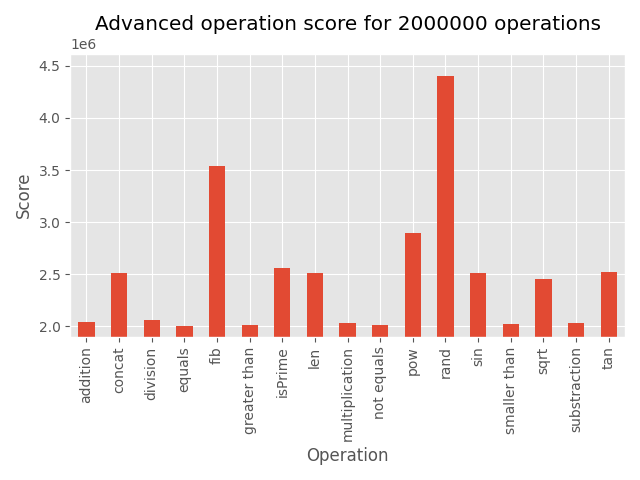 Advanced operation score for 2000000 operations
1e6
4.5
4.0
3.5
3.0
2.5
2.0
Score
addition
concat
division
equals
fib
greater than
isPrime
len
multiplication
not equals
pow
rand
sin
smaller than
sqrt
substraction
tan
Operation